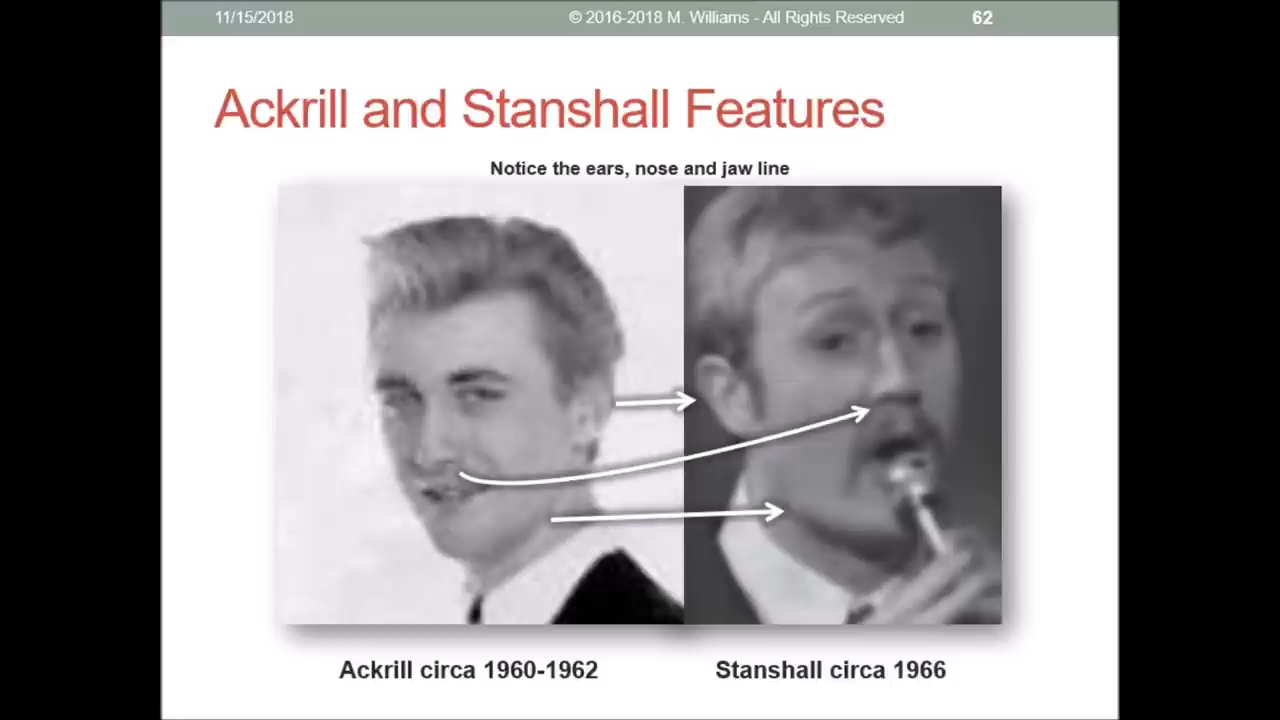 11/15/2018 © 2016-2018 M. Williams - All Rights Reserved 62
Ackrill and Stanshall Features
Notice the ears, nose and jaw line
Ackrill circa 1960-1962 Stanshall circa 1966